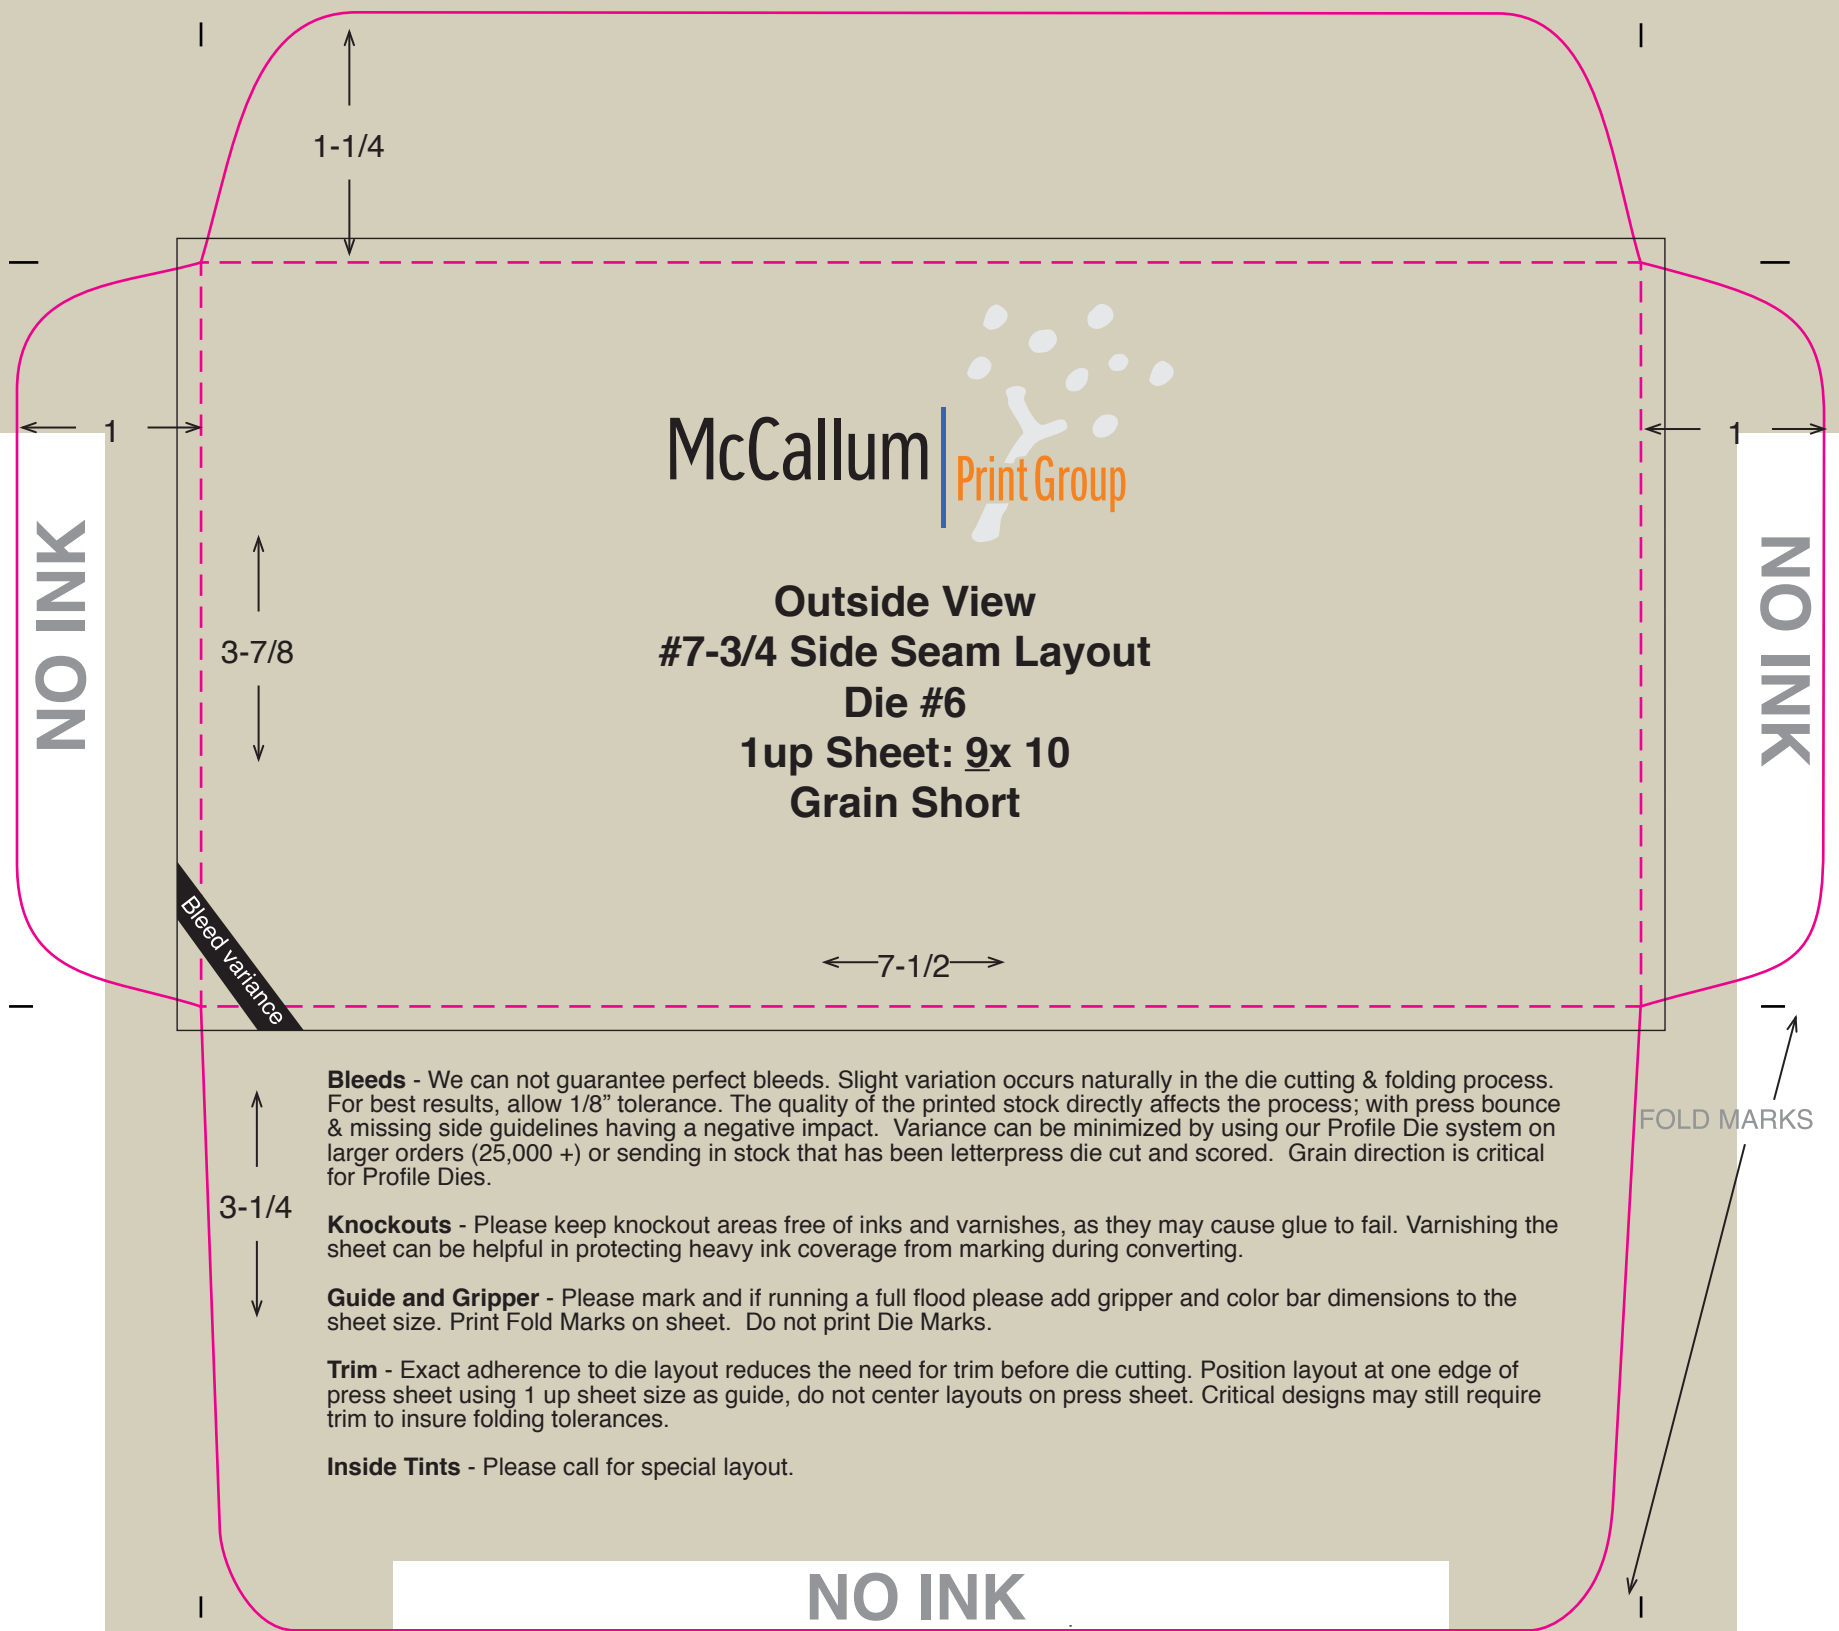 1-1/4
McCallum
Print Group
1
1
NO INK
NO INK
Outside View
#7-3/4 Side Seam Layout
Die #6
1up Sheet: 9x 10
Grain Short
3-7/8
Bleed variance
7-1/2
Bleeds - We can not guarantee perfect bleeds. Slight variation occurs naturally in the die cutting & folding process.
For best results, allow 1/8” tolerance. The quality of the printed stock directly affects the process; with press bounce
& missing side guidelines having a negative impact.  Variance can be minimized by using our Profile Die system on
larger orders (25,000 +) or sending in stock that has been letterpress die cut and scored.  Grain direction is critical
for Profile Dies.
FOLD MARKS
3-1/4
Knockouts - Please keep knockout areas free of inks and varnishes, as they may cause glue to fail. Varnishing the
sheet can be helpful in protecting heavy ink coverage from marking during converting.
Guide and Gripper - Please mark and if running a full flood please add gripper and color bar dimensions to the
sheet size. Print Fold Marks on sheet.  Do not print Die Marks.
Trim - Exact adherence to die layout reduces the need for trim before die cutting. Position layout at one edge of
press sheet using 1 up sheet size as guide, do not center layouts on press sheet. Critical designs may still require
trim to insure folding tolerances.
Inside Tints - Please call for special layout.
NO INK